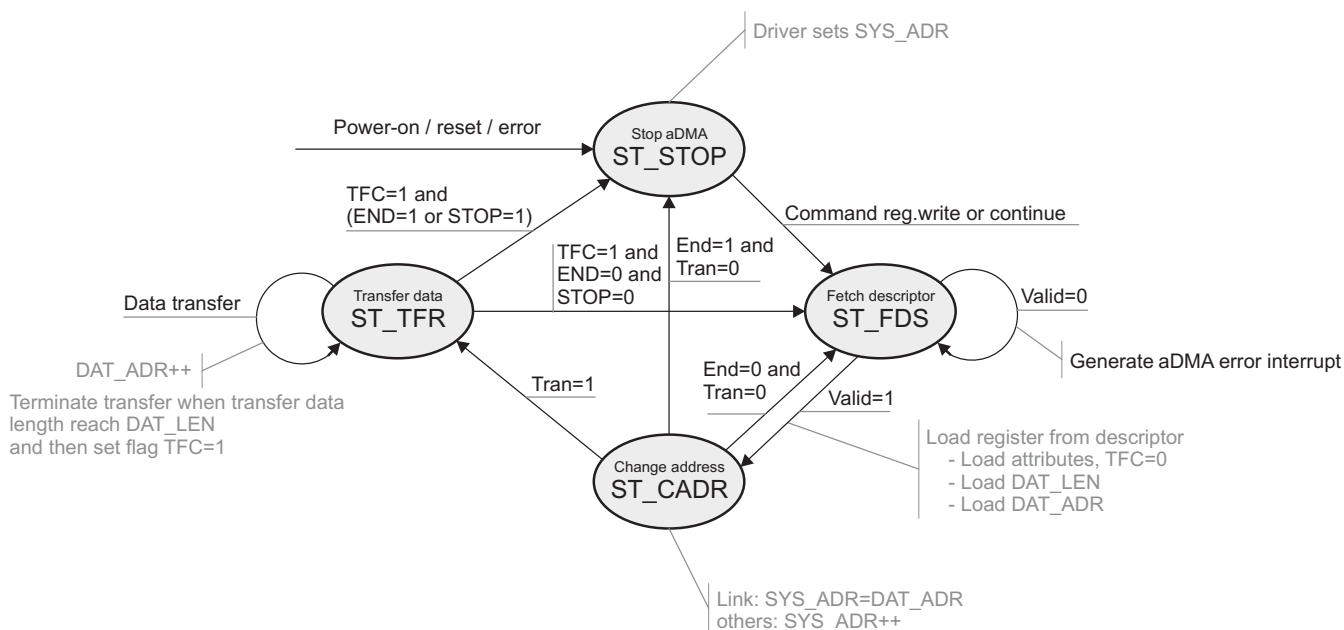 Driver sets SYS_ADR
Power-on / reset / error
Stop aDMA
ST_STOP
TFC=1 and
(END=1 or STOP=1)
Command reg.write or continue
TFC=1 and
END=0 and
STOP=0
End=1 and
Tran=0
Data transfer
Transfer data
ST_TFR
Fetch descriptor
ST_FDS
Valid=0
DAT_ADR++
Generate aDMA error interrupt
Terminate transfer when transfer data
length reach DAT_LEN
and then set flag TFC=1
Tran=1
End=0 and
Tran=0
Valid=1
Load register from descriptor
- Load attributes, TFC=0
- Load DAT_LEN
- Load DAT_ADR
Change address
ST_CADR
Link: SYS_ADR=DAT_ADR
others: SYS_ADR++